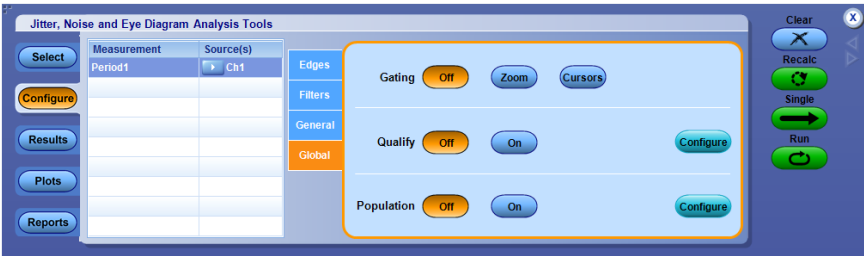 Jitter, Noise and Eye Diagram Analysis Tools
Clear
X
Select
Measurement Source(s)
Period1 Ch1
Edges
Gating Off Zoom Cursors
Recalc
Configure
Filters
Single
General
Results
Qualify Off On Configure
Run
Global
Plots
Population Off On Configure
Reports